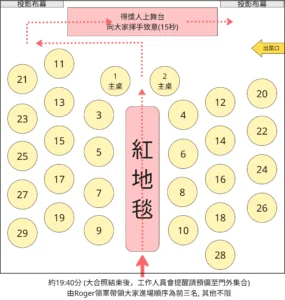 投影布幕
投影布幕
得獎人上舞台
向大家揮手致意(15秒)
出菜口
1
主桌
2
主桌
11
21
13
23
3
15
25
5
17
27
7
19
29
9
紅地毯
4
12
20
6
14
22
8
16
24
10
18
26
28
約19:40分 (大合照結束後，工作人員會提醒請預備至門外集合)
由Roger領軍帶領大家進場順序為前三名, 其他不限